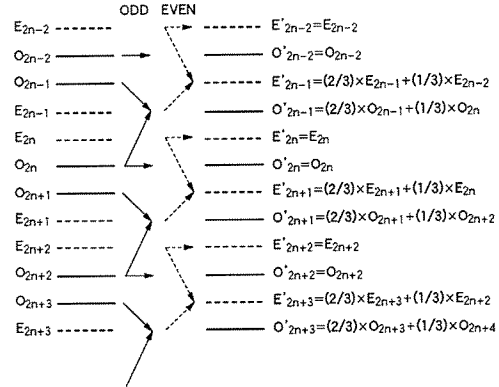 ODD EVEN
E2n-2 E'2n-2=E2n-2
O2n-2 O'2n-2=O2n-2
O2n-1 E'2n-1=(2/3)×E2n-1+(1/3)×E2n-2
E2n-1 O'2n-1=(2/3)×O2n-1+(1/3)×O2n
E2n E'2n=E2n
O2n O'2n=O2n
O2n+1 E'2n+1=(2/3)×E2n+1+(1/3)×E2n
E2n+1 O'2n+1=(2/3)×O2n+1+(1/3)×O2n+2
E2n+2 E'2n+2=E2n+2
O2n+2 O'2n+2=O2n+2
O2n+3 E'2n+3=(2/3)×E2n+3+(1/3)×E2n+2
E2n+3 O'2n+3=(2/3)×O2n+3+(1/3)×O2n+4